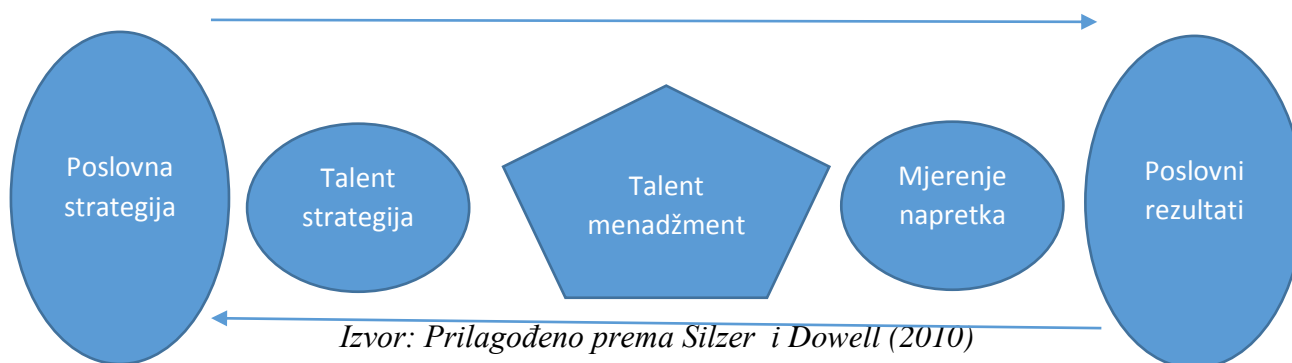 Poslovna
strategija
Talent
strategija
Talent
menadžment
Mjerenje
napretka
Poslovni
rezultati
Izvor: Prilagođeno prema Silzer  i Dowell (2010)